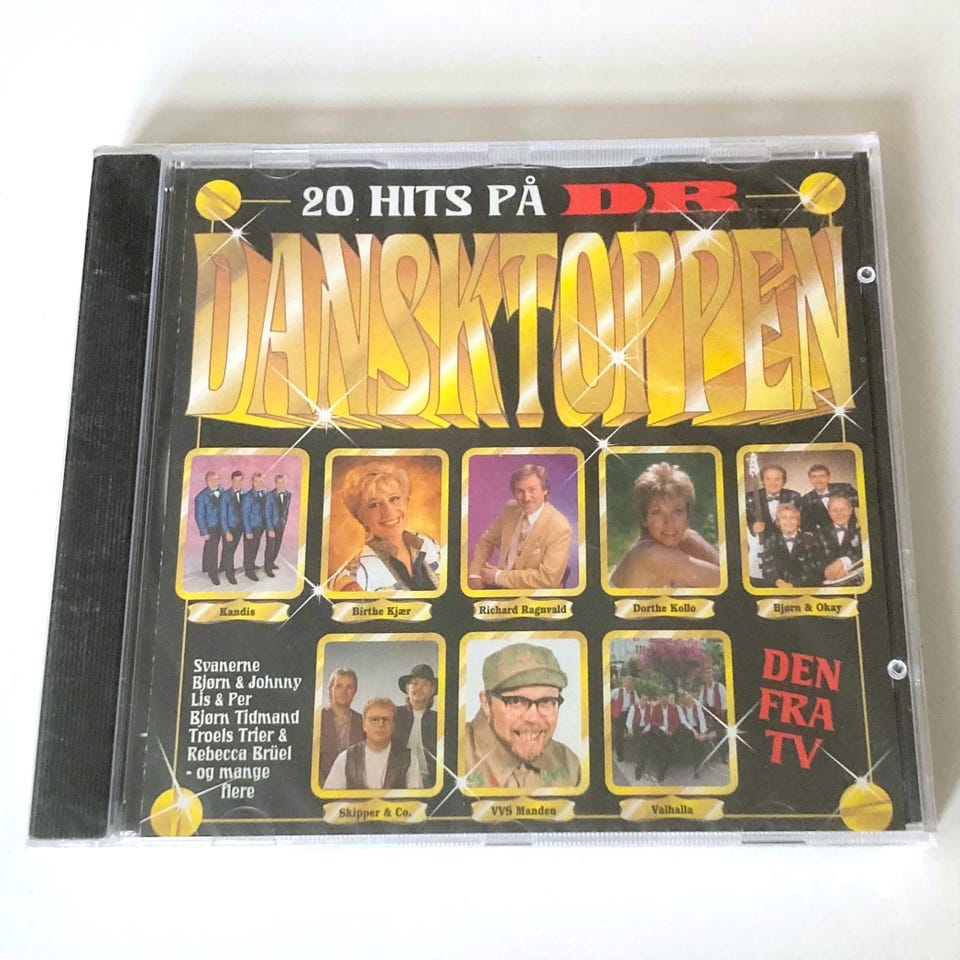 20 HITS PÅ DR
DANSKTOPPEN
Kandis
Birthe Kjær
Richard Ragnvald
Dorthe Kollo
Bjørn & Okay
Svanerne
Bjørn & Johnny
Lis & Per
Bjørn Tidmand
Troels Trier &
Rebecca Brüel
- og mange
flere
Skipper & Co.
VVS Manden
Valhalla
DEN
FRA
TV